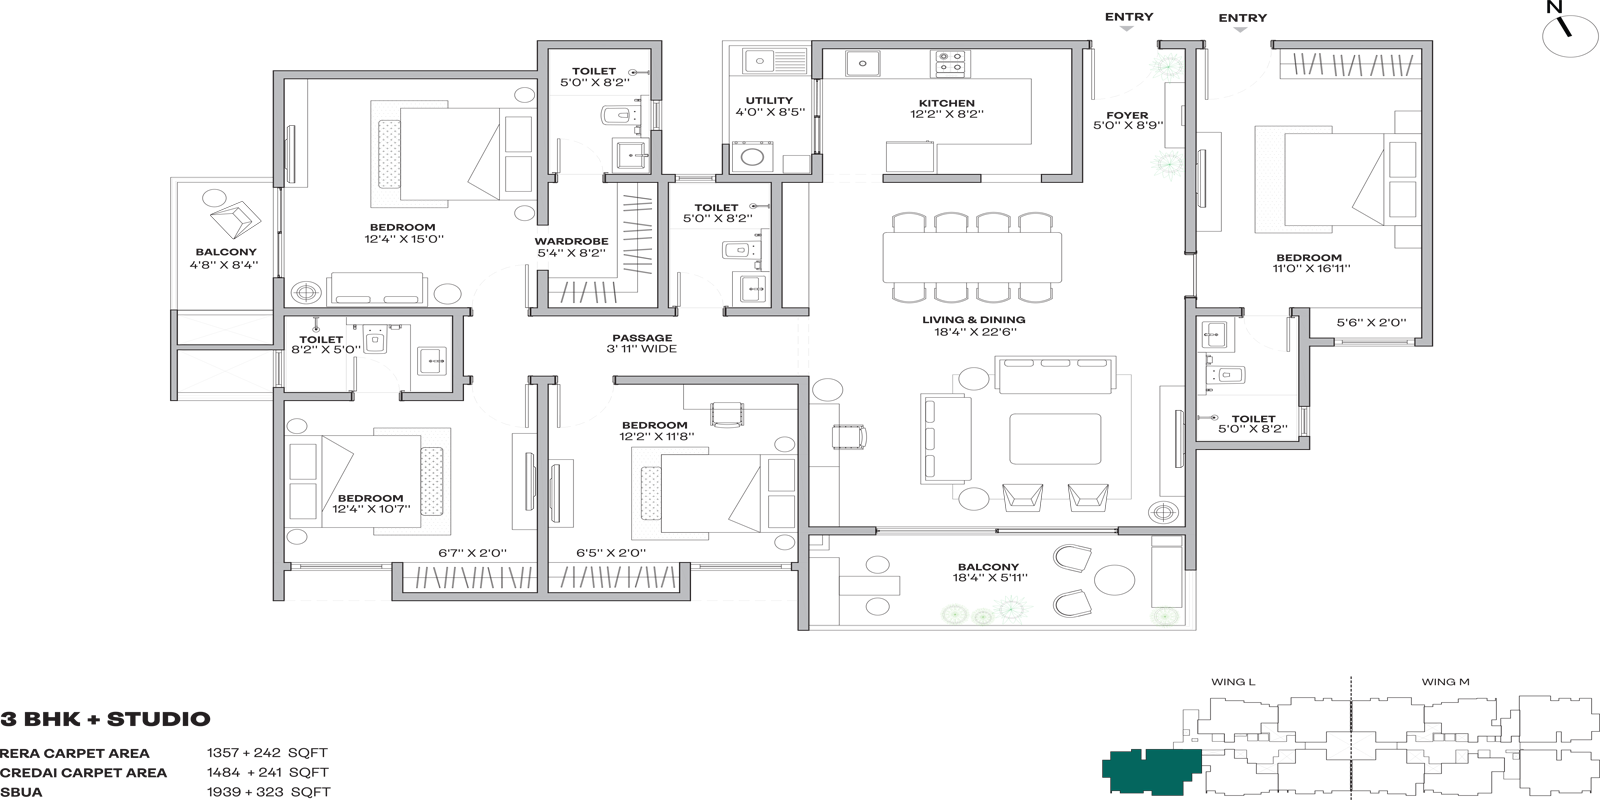 ENTRY
ENTRY
N
TOILET
5'0'' X 8'2''
UTILITY
4'0'' X 8'5''
KITCHEN
12'2'' X 8'2''
FOYER
5'0'' X 8'9''
BEDROOM
12'4'' X 15'0''
TOILET
5'0'' X 8'2''
WARDROBE
5'4'' X 8'2''
BALCONY
4'8'' X 8'4''
BEDROOM
11'0'' X 16'11''
5'6'' X 2'0''
LIVING & DINING
18'4'' X 22'6''
TOILET
8'2'' X 5'0''
PASSAGE
3' 11'' WIDE
TOILET
5'0'' X 8'2''
BEDROOM
12'2'' X 11'8''
BEDROOM
12'4'' X 10'7''
6'7'' X 2'0''
6'5'' X 2'0''
BALCONY
18'4'' X 5'11''
WING L
WING M
3 BHK + STUDIO
RERA CARPET AREA 1357 + 242 SQFT
CREDAI CARPET AREA 1484 + 241 SQFT
SBUA 1939 + 323 SQFT